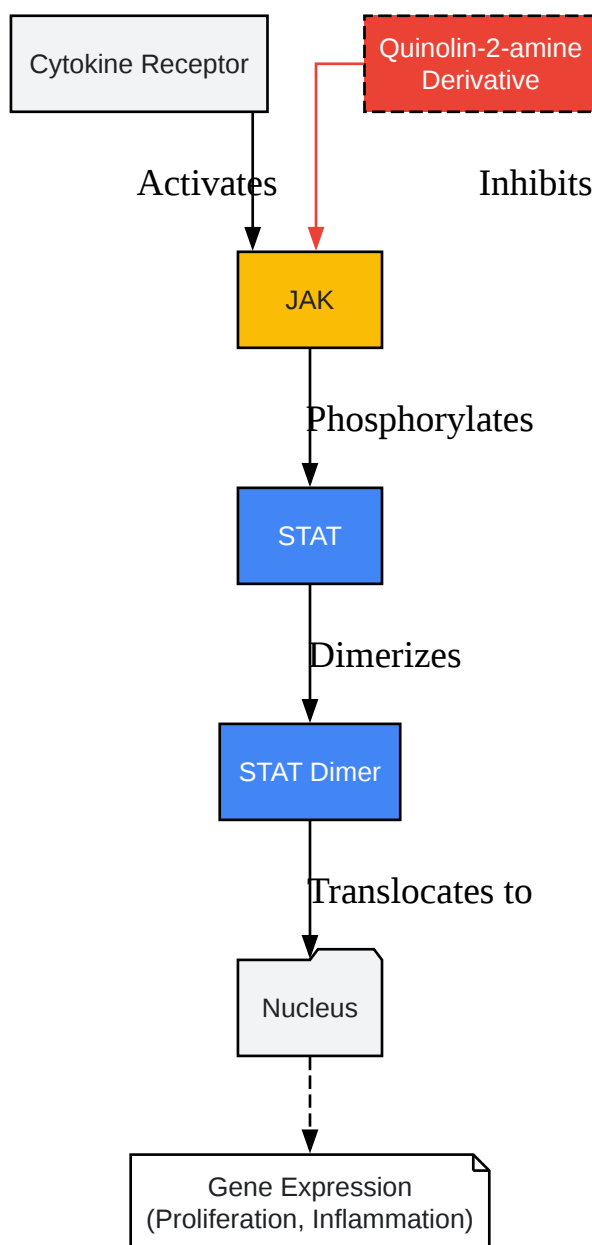 Cytokine Receptor
Quinolin-2-amine
Derivative
Activates
Inhibits
JAK
Phosphorylates
STAT
Dimerizes
STAT Dimer
Translocates to
Nucleus
Gene Expression
(Proliferation, Inflammation)